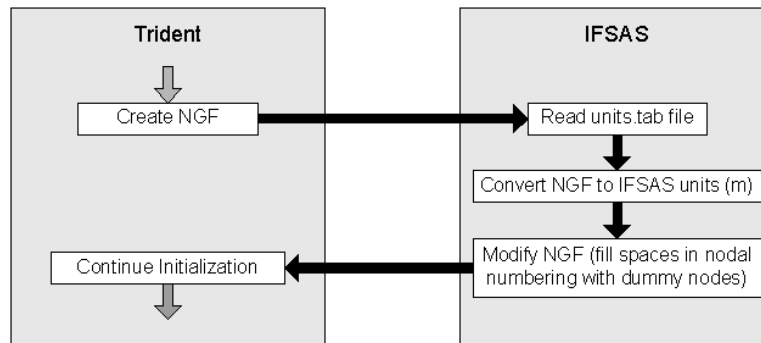 Trident
IFSAS
Create NGF
Read units.tab file
Convert NGF to IFSAS units (m)
Continue Initialization
Modify NGF (fill spaces in nodal
numbering with dummy nodes)